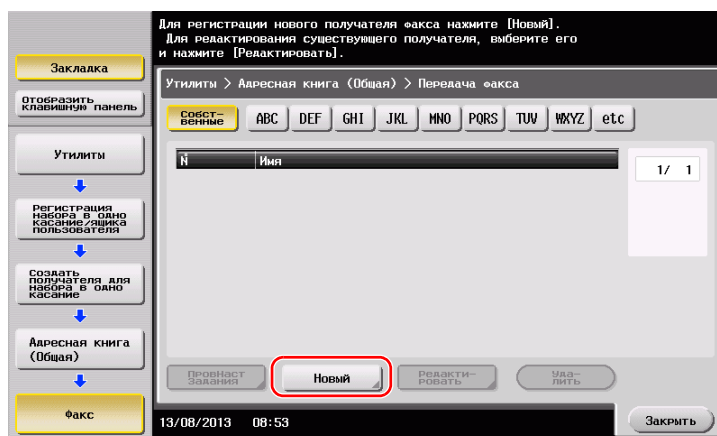 Для регистрации нового получателя факса нажмите [Новый].
Для редактирования существующего получателя, выберите его
и нажмите [Редактировать].
Закладка
Отобразить
клавишную панель
Утилиты > Адресная книга (Общая) > Передача факса
Собст-
венные
ABC
DEF
GHI
JKL
MNO
PQRS
TUV
WXYZ
etc
N
Имя
1/ 1
Утилиты
Регистрация
набора в одно
касание/ящика
пользователя
Создать
получателя для
набора в одно
касание
Адресная книга
(Общая)
Факс
ПровНаст
Задания
Новый
Редакти-
ровать
Уда-
лить
13/08/2013 08:53
Закрыть